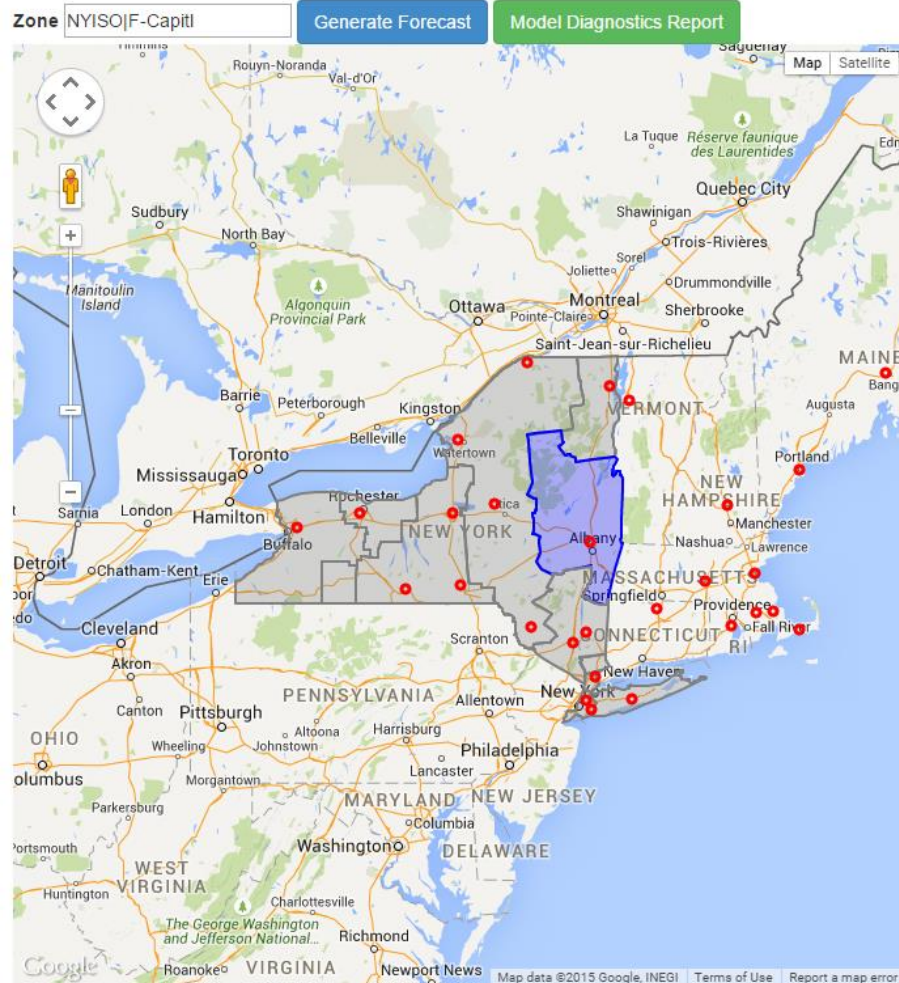 Zone NYISO|F-Capitl Generate Forecast Model Diagnostics Report
Timmins
Saguenay
Rouyn-Noranda
Val-d'Or
Map Satellite
La Tuque
Réserve faunique
des Laurentides
Quebec City
Sudbury
Shawinigan
North Bay
Trois-Rivières
Sorel
Joliette
Manitoulin
Island
Algonquin
Provincial Park
Drummondville
Ottawa
Montreal
Pointe-Claire
Sherbrooke
Saint-Jean-sur-Richelieu
MAINE
Bang
Barrie
Peterborough
Kingston
VERMONT
Augusta
Belleville
Watertown
Toronto
Portland
Mississauga
NEW
HAMPSHIRE
Rochester
Utica
Sarnia
London
Hamilton
NEW YORK
Manchester
Buffalo
Albany
Nashua
Lawrence
Detroit
Chatham-Kent
Erie
MASSACHUSETTS
Springfield
Providence
Cleveland
Scranton
CONNECTICUT
Fall River
RI
Akron
New Haven
PENNSYLVANIA
Allentown
New York
Canton
Pittsburgh
Altoona
Harrisburg
OHIO
Wheeling
Johnstown
Philadelphia
olumbus
Lancaster
Morgantown
MARYLAND
NEW JERSEY
Parkersburg
Columbia
Portsmouth
Washington
DELAWARE
WEST
VIRGINIA
Huntington
Charlottesville
The George Washington
and Jefferson National...
Richmond
Google
Roanoke
VIRGINIA
Newport News
Map data ©2015 Google, INEGI Terms of Use Report a map error